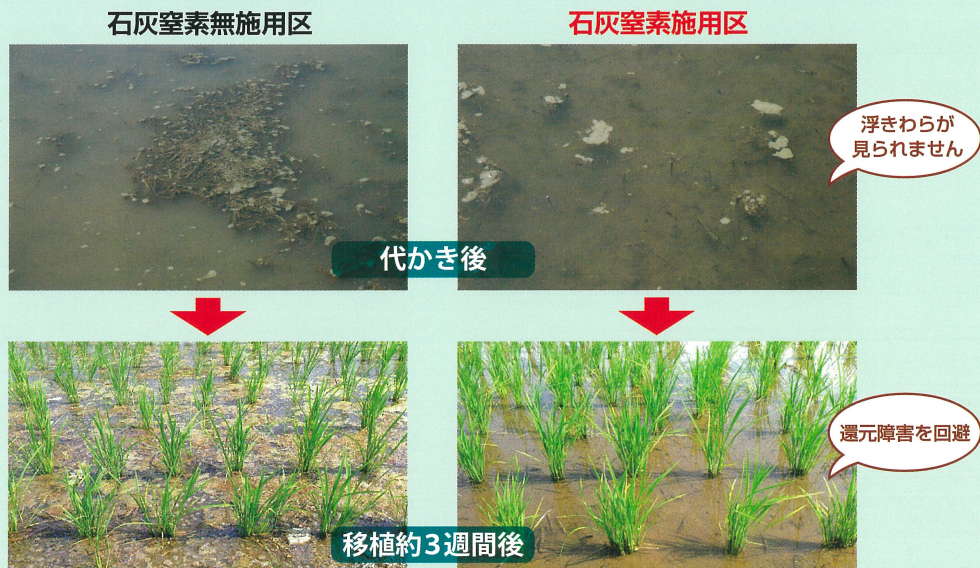 石灰窒素無施用区
石灰窒素施用区
浮きわらが
見られません
代かき後
還元障害を回避
移植約3週間後